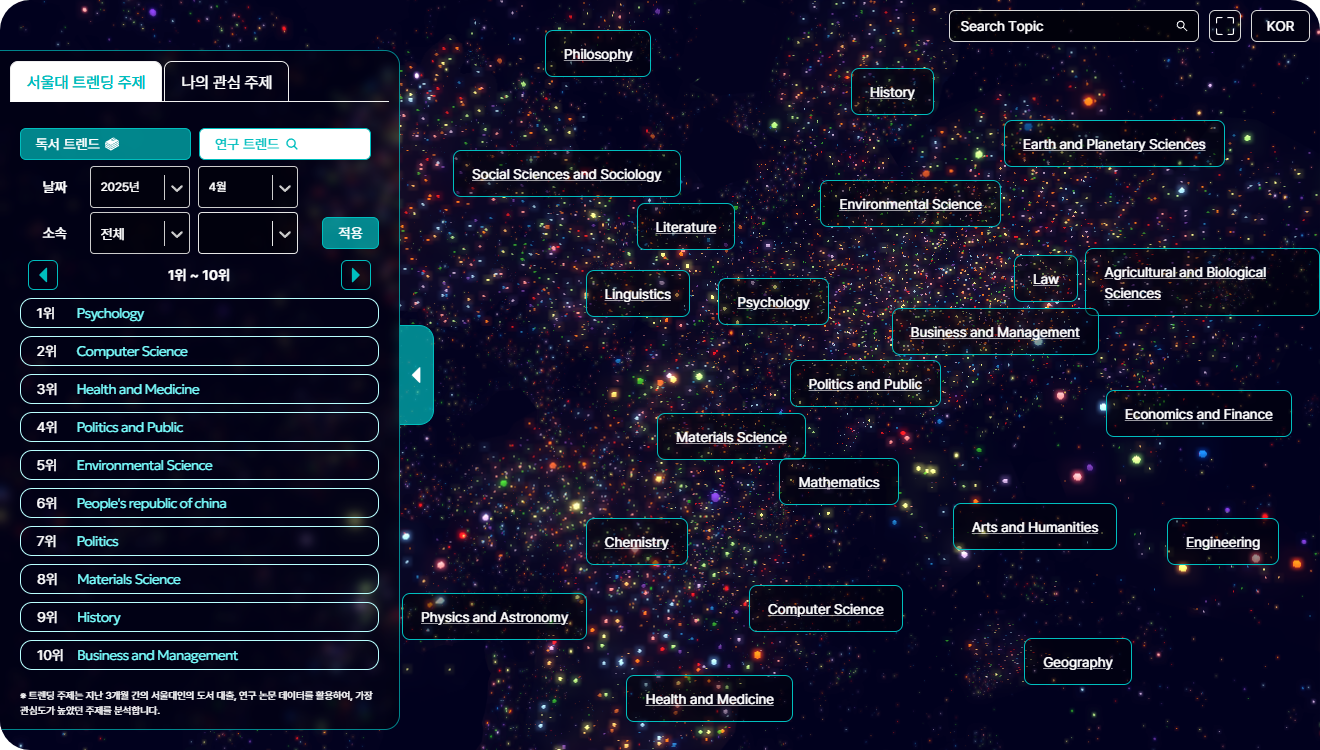 Search Topic
KOR
서울대 트렌딩 주제
나의 관심 주제
독서 트렌드
연구 트렌드
날짜
2025년
4월
소속
전체
적용
1위 ~ 10위
1위 Psychology
2위 Computer Science
3위 Health and Medicine
4위 Politics and Public
5위 Environmental Science
6위 People's republic of china
7위 Politics
8위 Materials Science
9위 History
10위 Business and Management
※ 트렌딩 주제는 지난 3개월 간의 서울대인의 도서 대출, 연구 논문 데이터를 활용하여, 가장
관심도가 높았던 주제를 분석합니다.
Philosophy
History
Earth and Planetary Sciences
Social Sciences and Sociology
Environmental Science
Literature
Law
Agricultural and Biological
Sciences
Linguistics
Psychology
Business and Management
Politics and Public
Economics and Finance
Materials Science
Mathematics
Arts and Humanities
Chemistry
Engineering
Computer Science
Physics and Astronomy
Geography
Health and Medicine